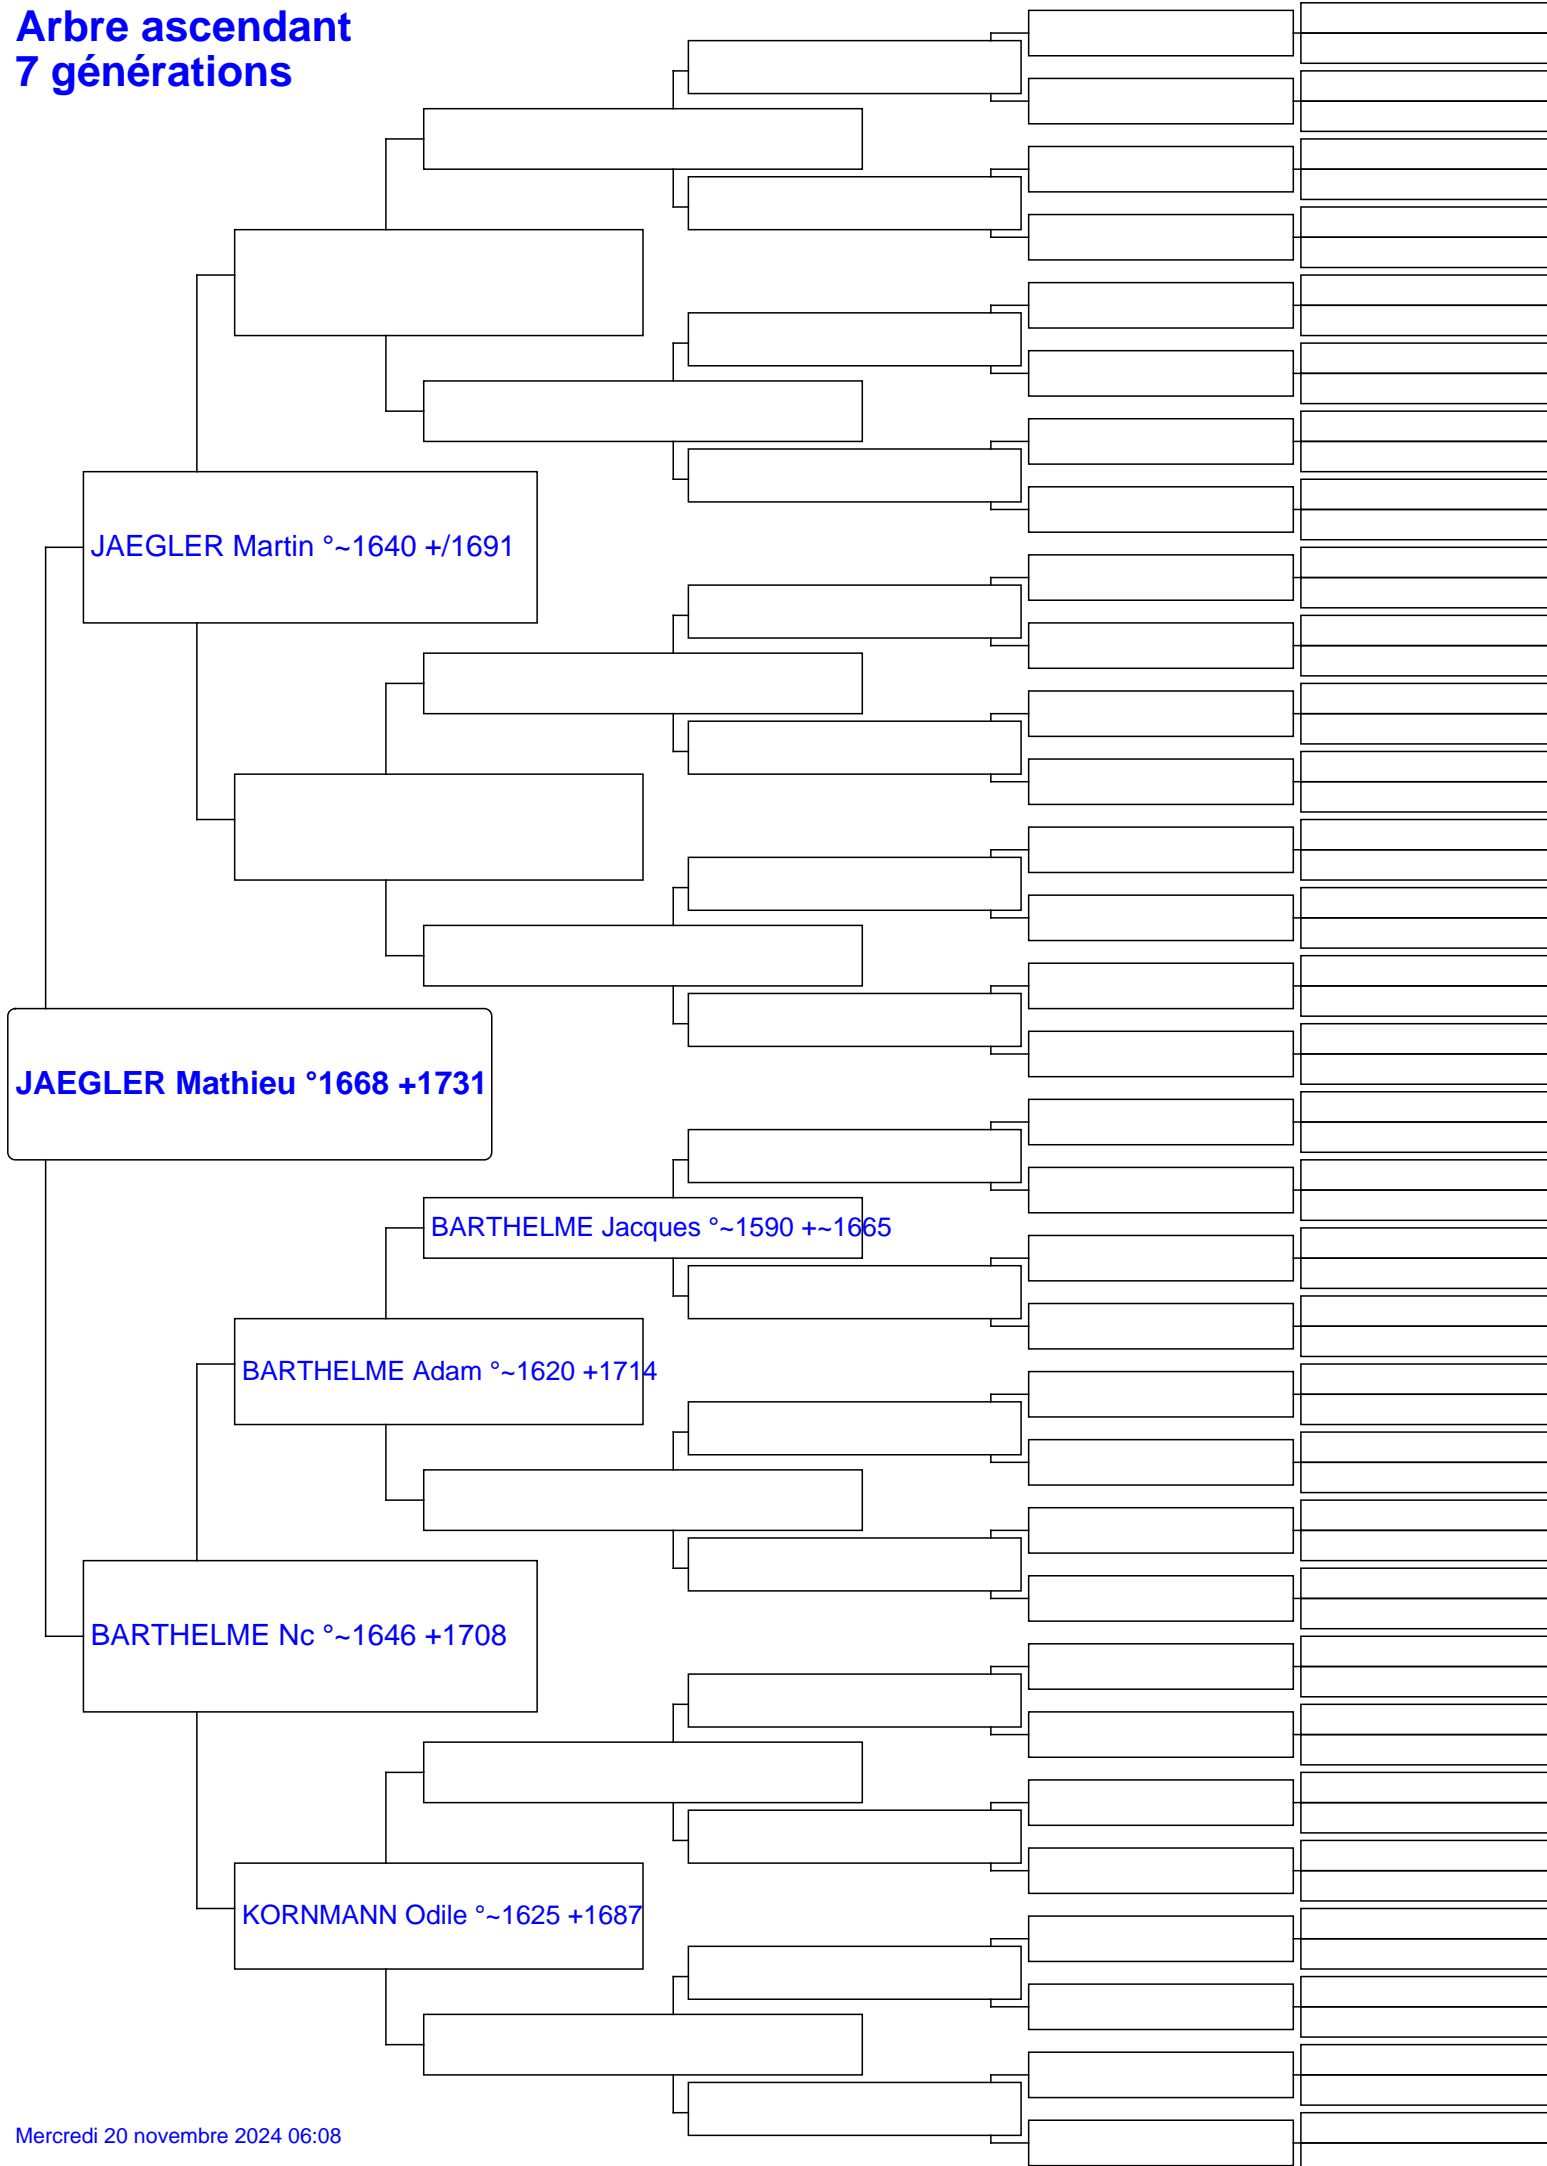 Arbre ascendant
7 générations
JAEGLER Martin °~1640 +/1691
JAEGLER Mathieu °1668 +1731
BARTHELME Jacques °~1590 +~1665
BARTHELME Adam °~1620 +1714
BARTHELME Nc °~1646 +1708
KORNMANN Odile °~1625 +1687
Mercredi 20 novembre 2024 06:08